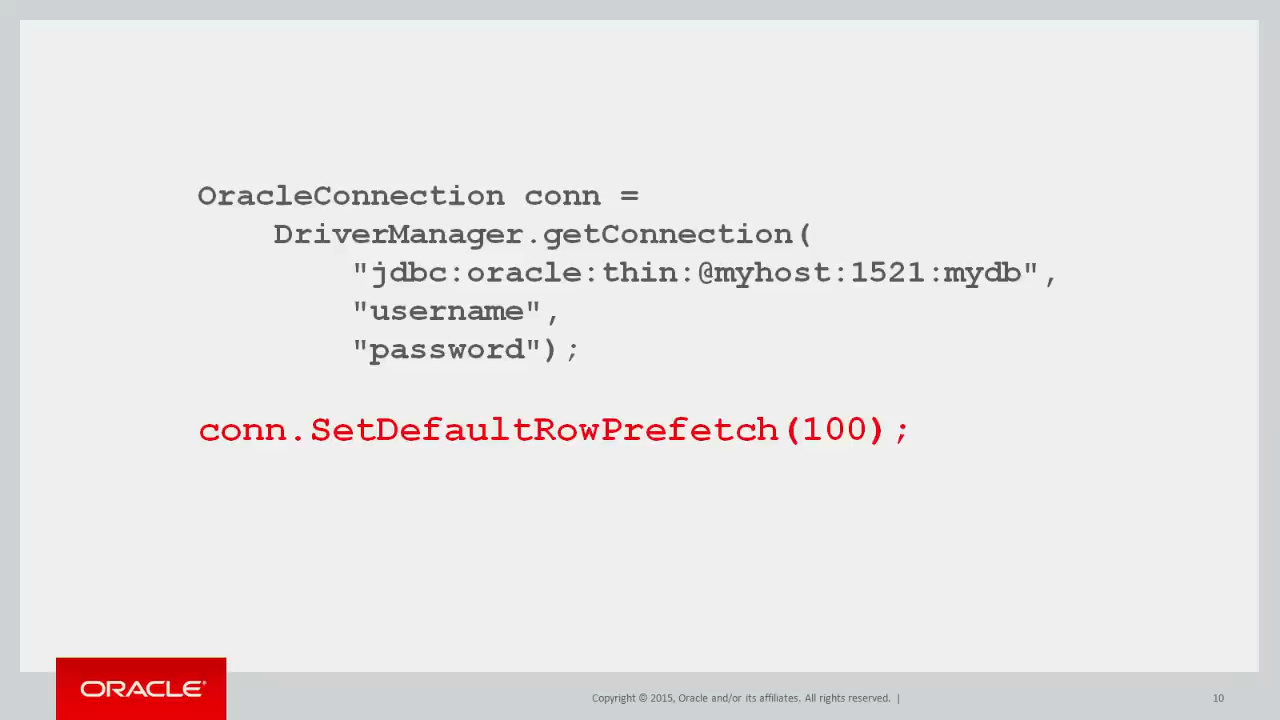 OracleConnection conn =
DriverManager.getConnection(
"jdbc:oracle:thin:@myhost:1521:mydb",
"username",
"password");
conn.SetDefaultRowPrefetch(100);
ORACLE®
Copyright © 2015, Oracle and/or its affiliates. All rights reserved. |
10